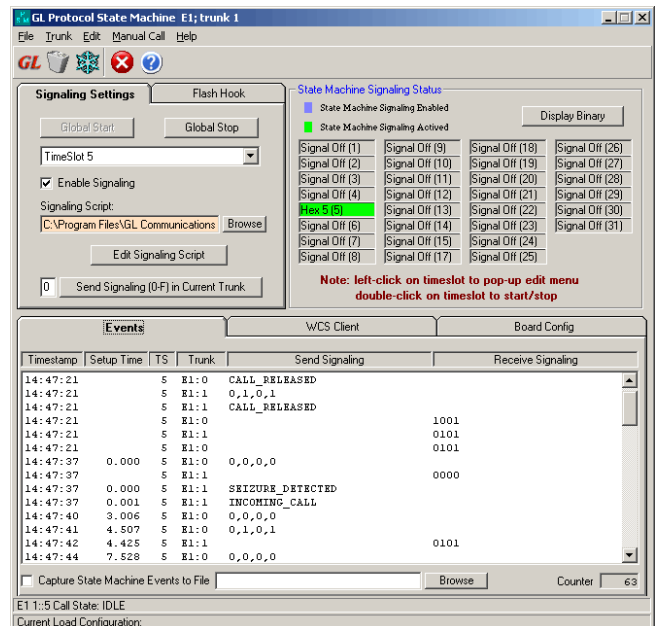 GL Protocol State Machine E1; trunk 1
File Trunk Edit Manual Call Help
GL
Signaling Settings Flash Hook
Global Start Global Stop
TimeSlot 5
Enable Signaling
Signaling Script:
C:\Program Files\GL Communications Browse
Edit Signaling Script
0 Send Signaling (0-F) in Current Trunk
State Machine Signaling Status
State Machine Signaling Enabled
State Machine Signaling Actived
Display Binary
Signal Off (1) Signal Off (9) Signal Off (18) Signal Off (26)
Signal Off (2) Signal Off (10) Signal Off (19) Signal Off (27)
Signal Off (3) Signal Off (11) Signal Off (20) Signal Off (28)
Signal Off (4) Signal Off (12) Signal Off (21) Signal Off (29)
Hex 5 (5) Signal Off (13) Signal Off (22) Signal Off (30)
Signal Off (6) Signal Off (14) Signal Off (23) Signal Off (31)
Signal Off (7) Signal Off (15) Signal Off (24)
Signal Off (8) Signal Off (17) Signal Off (25)
Note: left-click on timeslot to pop-up edit menu
double-click on timeslot to start/stop
Events WCS Client Board Config
Timestamp Setup Time TS Trunk Send Signaling Receive Signaling
14:47:21 5 E1:0 CALL_RELEASED
14:47:21 5 E1:1 0,1,0,1
14:47:21 5 E1:1 CALL_RELEASED
14:47:21 5 E1:0 1001
14:47:21 5 E1:1 0101
14:47:21 5 E1:0 0101
14:47:37 0.000 5 E1:0 0,0,0,0
14:47:37 5 E1:1 0000
14:47:37 0.000 5 E1:1 SEIZURE_DETECTED
14:47:37 0.001 5 E1:1 INCOMING_CALL
14:47:40 3.006 5 E1:0 0,0,0,0
14:47:41 4.507 5 E1:0 0,1,0,1
14:47:42 4.425 5 E1:1 0101
14:47:44 7.528 5 E1:0 0,0,0,0
Capture State Machine Events to File Browse Counter 63
E1 1::5 Call State: IDLE
Current Load Configuration: